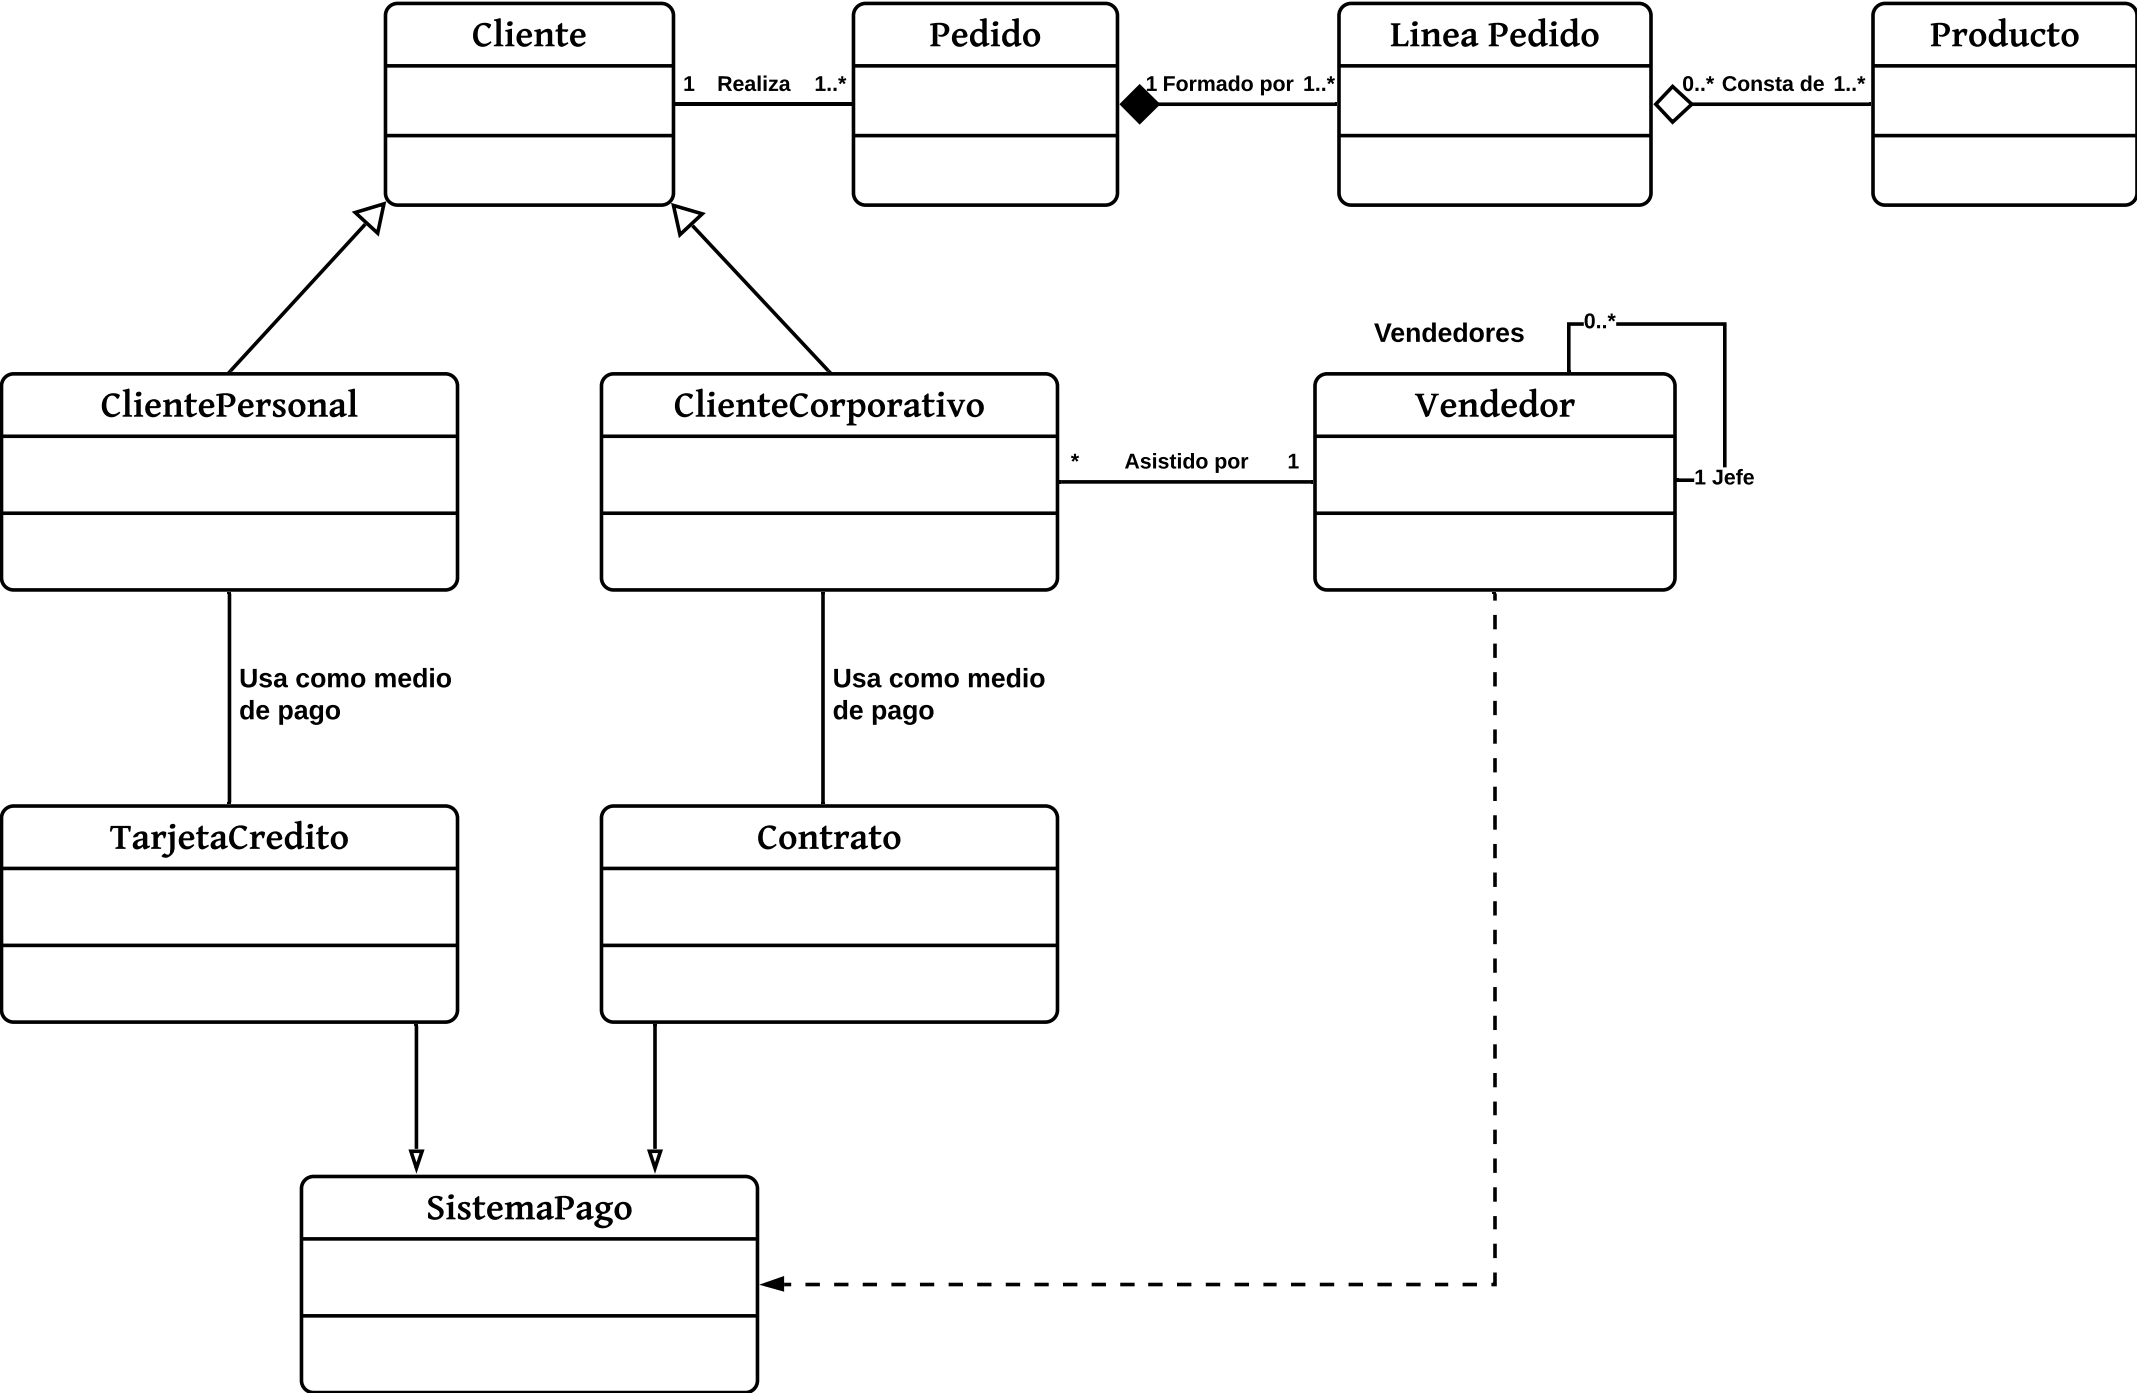 Cliente
Pedido
Linea Pedido
Producto
1 Realiza 1..*
1 Formado por 1..*
0..* Consta de 1..*
Vendedores
0..*
ClientePersonal
ClienteCorporativo
Vendedor
* Asistido por 1
1 Jefe
Usa como medio
de pago
Usa como medio
de pago
TarjetaCredito
Contrato
SistemaPago